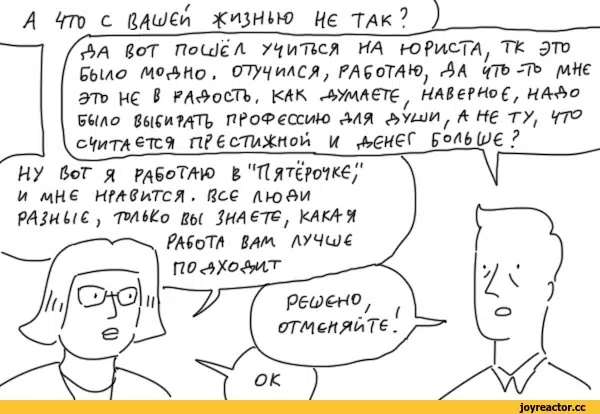 А ЧТО С ВАШЕЙ ЖИЗНЬЮ НЕ ТАК?
ДА ВОТ ПОШЁЛ УЧИТЬСЯ НА ЮРИСТА, ТК ЭТО
БЫЛО МОДНО. ОТУЧИЛСЯ, РАБОТАЮ, ДА ЧТО-ТО МНЕ
ЭТО НЕ В РАДОСТЬ. КАК ДУМАЕТЕ, НАВЕРНОЕ, НАДО
БЫЛО ВЫБИРАТЬ ПРОФЕССИЮ ДЛЯ ДУШИ, А НЕ ТУ, ЧТО
СЧИТАЕТСЯ ПРЕСТИЖНОЙ И ДЕНЕГ БОЛЬШЕ?
НУ ВОТ Я РАБОТАЮ В "ПЯТЁРОЧКЕ,"
И МНЕ НРАВИТСЯ. ВСЕ ЛЮДИ
РАЗНЫЕ, ТОЛЬКО ВЫ ЗНАЕТЕ, КАКАЯ
РАБОТА ВАМ ЛУЧШЕ
ПОДХОДИТ
РЕШЕНО,
ОТМЕНЯЙТЕ!
ОК
joyreactor.cc